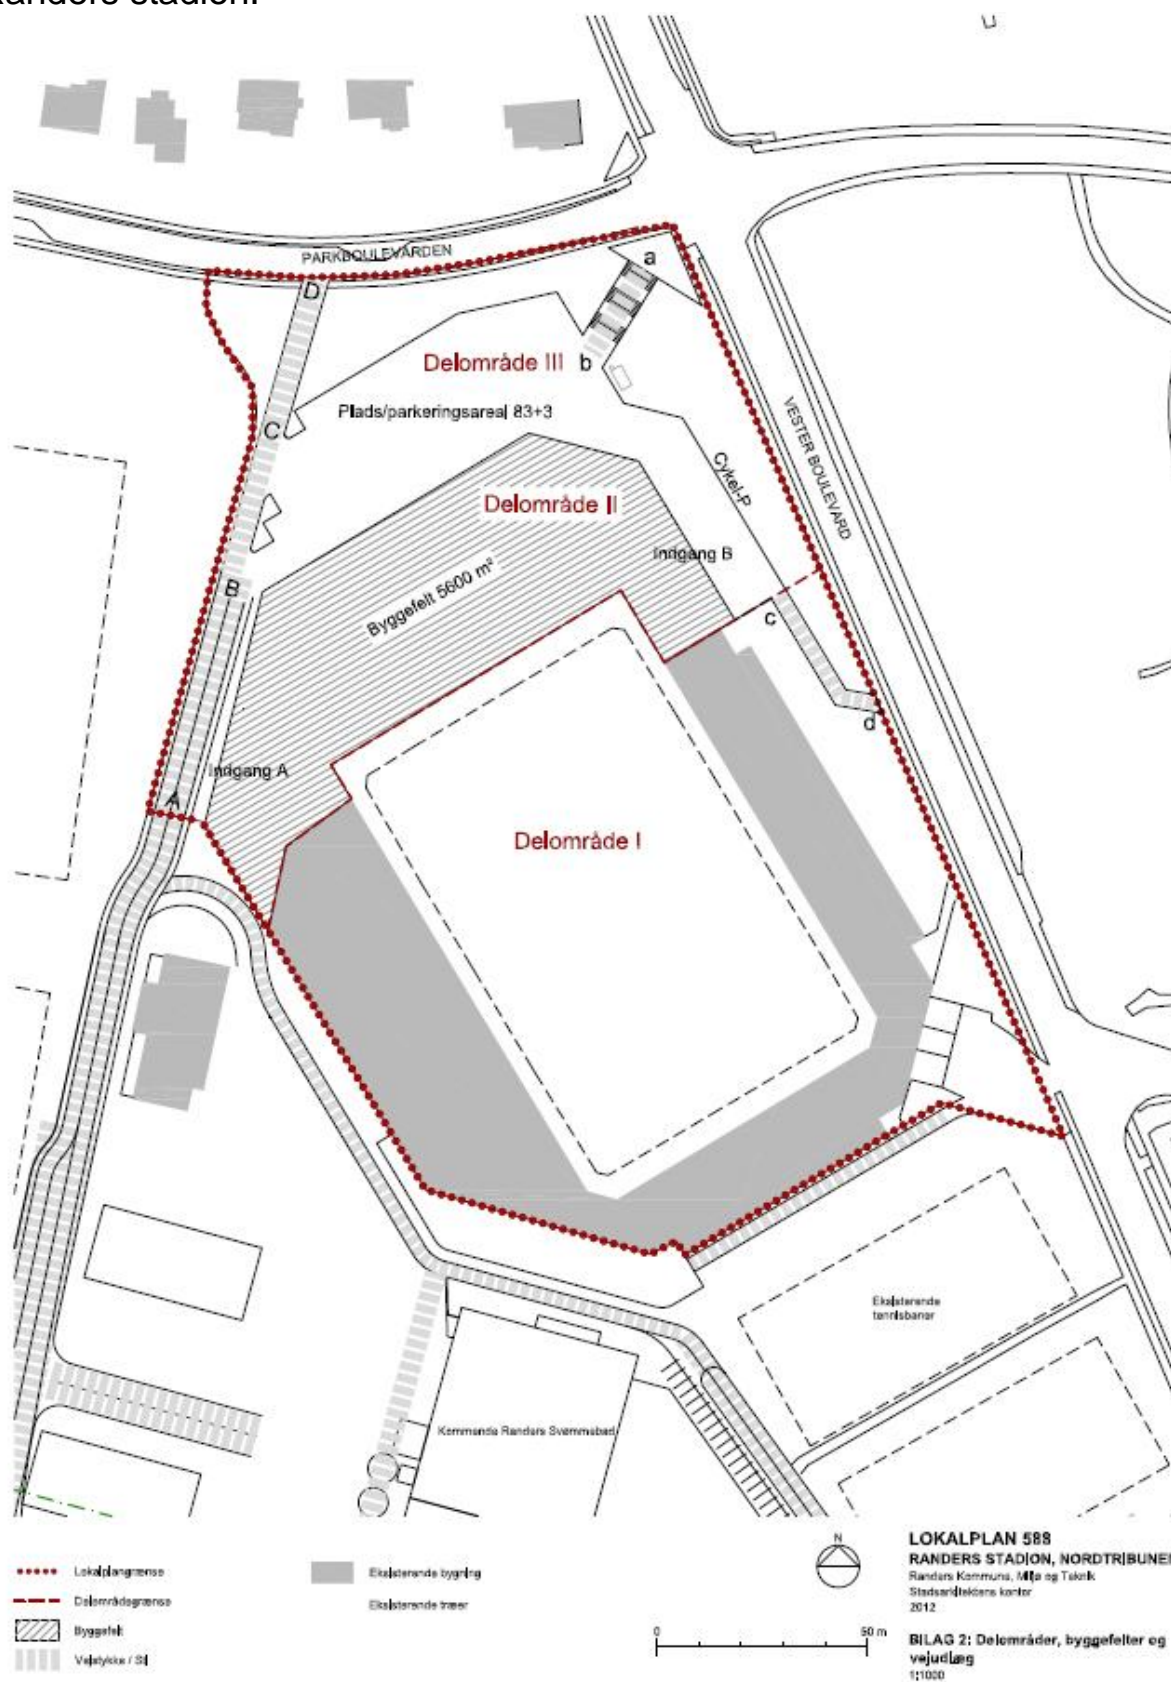 anders stadion.
PARKBOULEVARDEN
a
D
Delområde III
b
Plads/parkeringsareal 83+3
C
VESTER BOULEVARD
Cykel-P
Delområde II
Indgang B
Byggefelt 5600 m²
B
c
d
Indgang A
A
Delområde I
Eksisterende
tennisbaner
Kommende Randers Svømmebad
N
LOKALPLAN 588
RANDERS STADION, NORDTRIBUNEN
Randers Kommune, Miljø og Teknik
Stadsarkitektens kontor
2012
Lokalplangrænse
Eksisterende bygning
Delområdegrænse
Eksisterende træer
Byggefelt
0 50 m
BILAG 2: Delområder, byggefelter og
vejudlæg
Vejstykke / Sti
1:1000